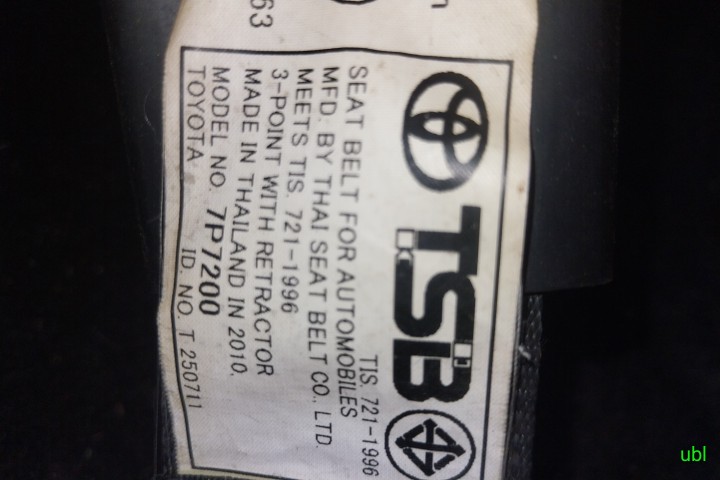 63
TSB
TIS. 721-1996
SEAT BELT FOR AUTOMOBILES
MFD. BY THAI SEAT BELT CO., LTD.
MEETS TIS. 721-1996
3-POINT WITH RETRACTOR
MADE IN THAILAND IN 2010.
MODEL NO. 7P7200
TOYOTA ID. NO. T 250711
ubl